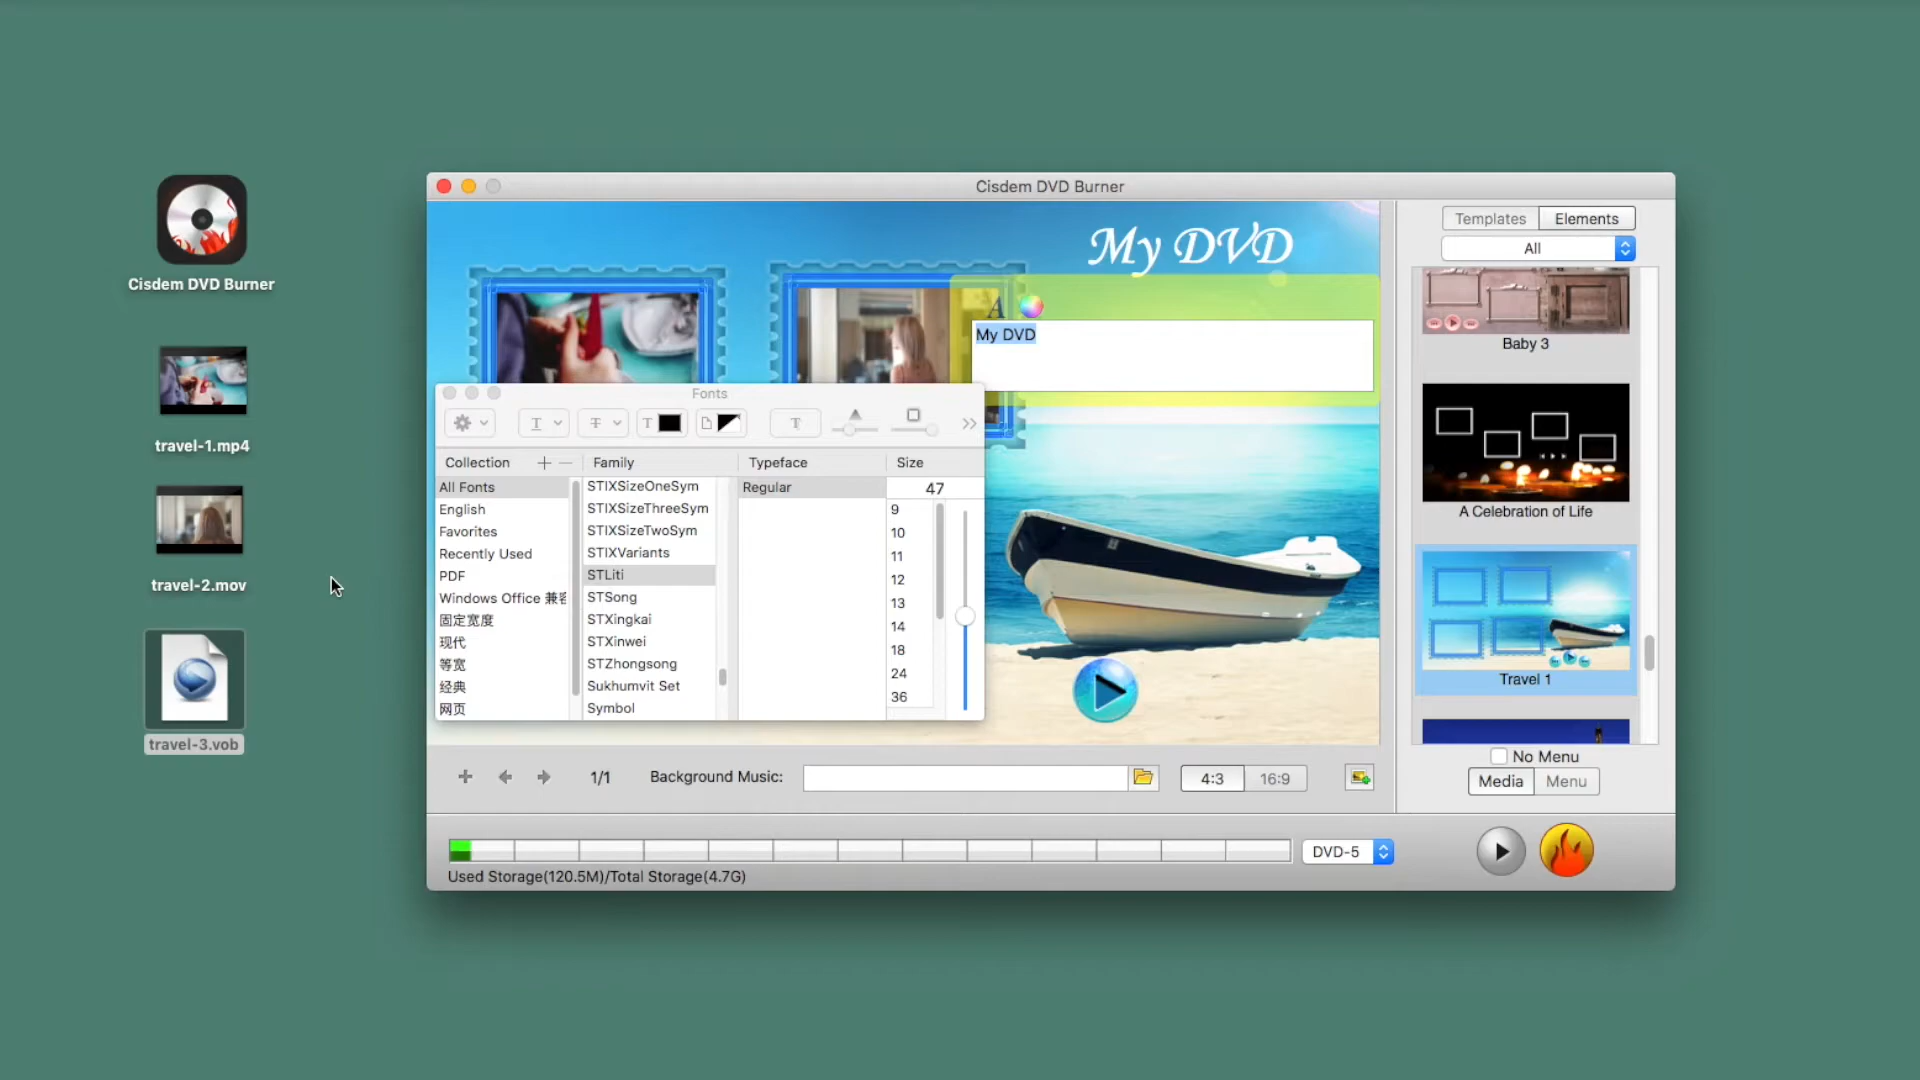 Cisdem DVD Burner
travel-1.mp4
travel-2.mov
travel-3.vob
Cisdem DVD Burner
My DVD
A
My DVD
Fonts
T
T
T
T
Collection
Family
Typeface
Size
All Fonts
English
Favorites
Recently Used
PDF
Windows Office 兼容
固定宽度
现代
等宽
经典
网页
STIXSizeOneSym
STIXSizeThreeSym
STIXSizeTwoSym
STIXVariants
STLiti
STSong
STXingkai
STXinwei
STZhongsong
Sukhumvit Set
Symbol
Regular
47
9
10
11
12
13
14
18
24
36
1/1
Background Music:
4:3
16:9
Used Storage(120.5M)/Total Storage(4.7G)
DVD-5
Templates
Elements
All
Baby 3
A Celebration of Life
Travel 1
No Menu
Media
Menu